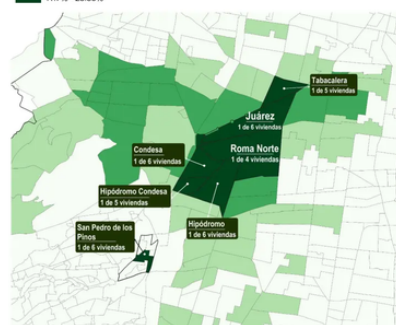 Tabacalera
1 de 5 viviendas
Juárez
1 de 6 viviendas
Roma Norte
1 de 4 viviendas
Condesa
1 de 6 viviendas
Hipódromo Condesa
1 de 5 viviendas
Hipódromo
1 de 6 viviendas
San Pedro de los
Pinos
1 de 6 viviendas